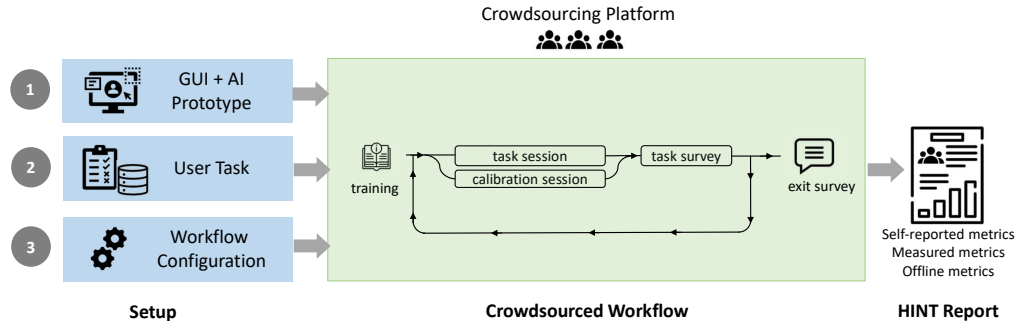 Crowdsourcing Platform
1
GUI + AI
Prototype
2
User Task
3
Workflow
Configuration
training
task session
calibration session
task survey
exit survey
Self-reported metrics
Measured metrics
Offline metrics
Setup
Crowdsourced Workflow
HINT Report